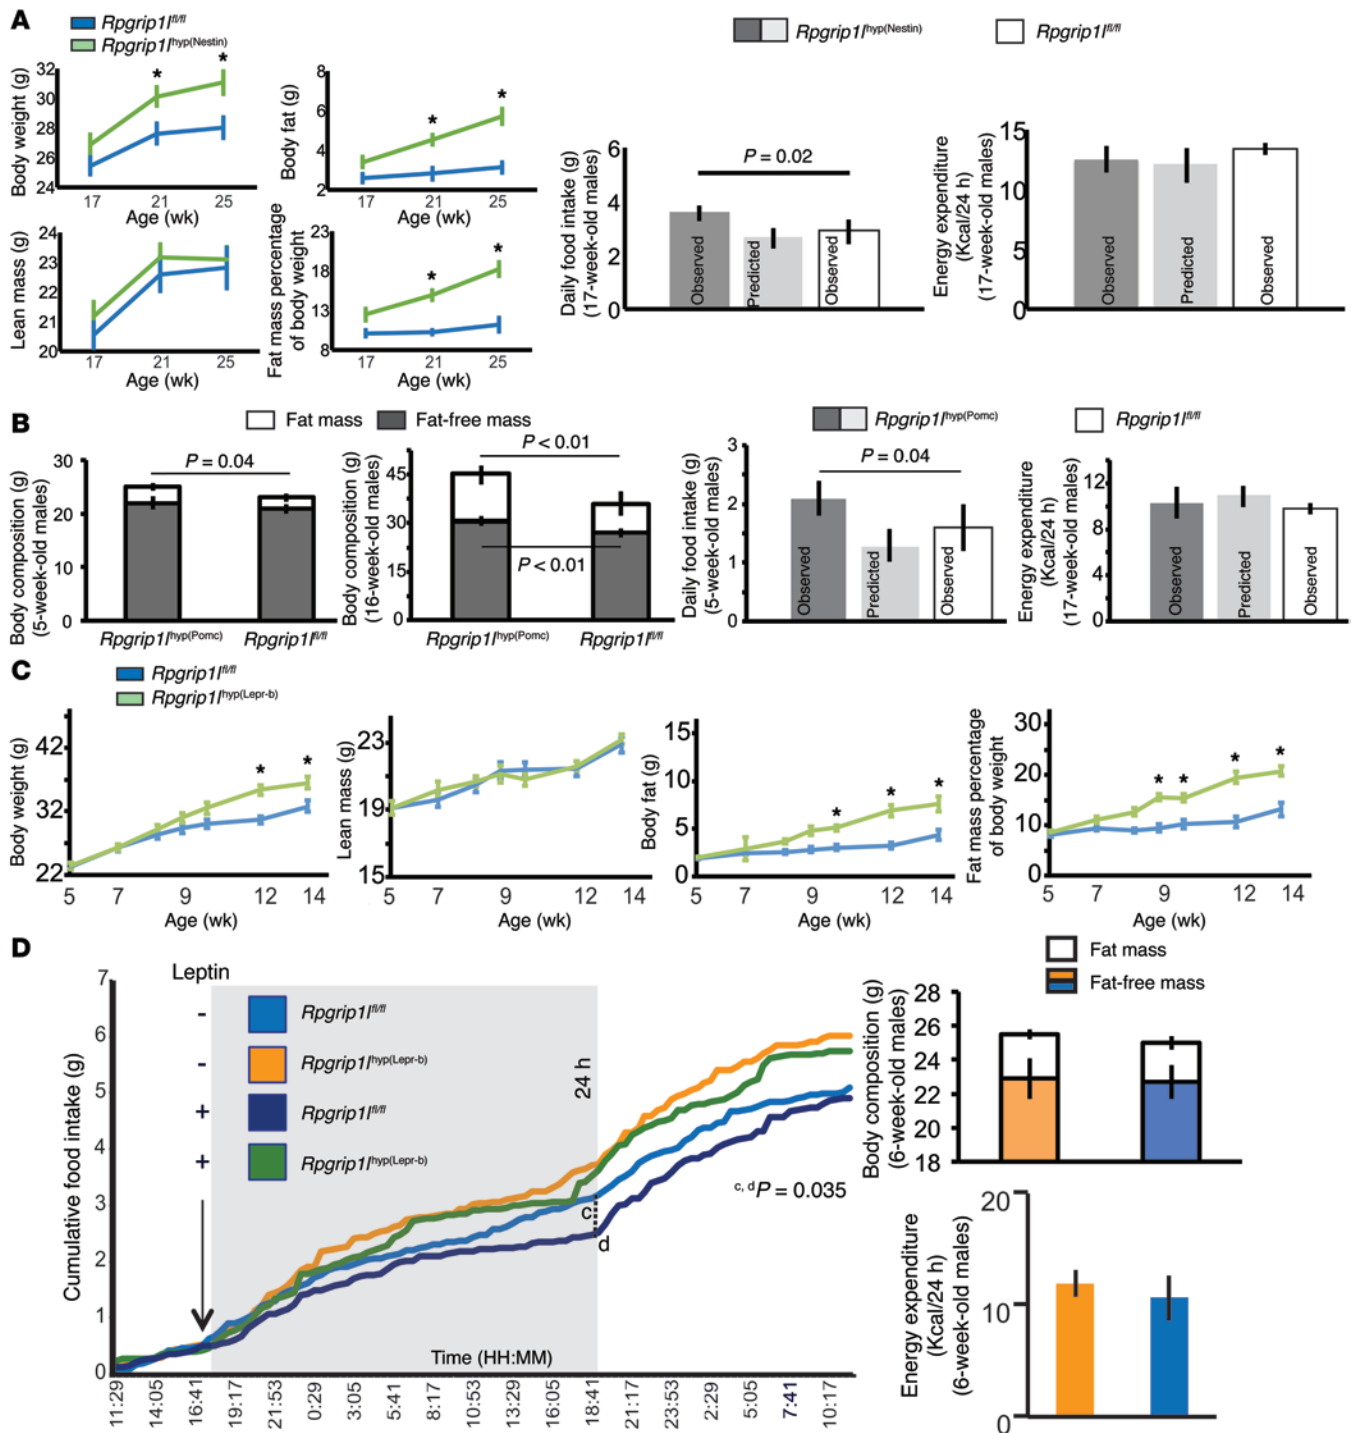 A
Rpgrip1l fl/fl
Rpgrip1l hyp(Nestin)
Rpgrip1l hyp(Nestin)
Rpgrip1l fl/fl
Body weight (g)
32
30
28
26
24
*
*
17
21
25
Age (wk)
Body fat (g)
8
6
4
2
*
*
17
21
25
Age (wk)
Lean mass (g)
24
23
22
21
20
17
21
25
Age (wk)
Fat mass percentage
of body weight
23
18
13
8
*
*
17
21
25
Age (wk)
Daily food intake (g)
(17-week-old males)
6
4
2
0
P = 0.02
Observed
Predicted
Observed
Energy expenditure
(Kcal/24 h)
(17-week-old males)
15
10
5
0
Observed
Predicted
Observed
B
Fat mass
Fat-free mass
Rpgrip1l hyp(Pomc)
Rpgrip1l fl/fl
Body composition (g)
(5-week-old males)
30
20
10
0
P = 0.04
Rpgrip1l hyp(Pomc)
Rpgrip1l fl/fl
Body composition (g)
(16-week-old males)
45
30
15
0
P < 0.01
P < 0.01
Rpgrip1l hyp(Pomc)
Rpgrip1l fl/fl
Daily food intake (g)
(5-week-old males)
3
2
1
0
P = 0.04
Observed
Predicted
Observed
Energy expenditure
(Kcal/24 h)
(17-week-old males)
12
8
4
0
Observed
Predicted
Observed
C
Rpgrip1l fl/fl
Rpgrip1l hyp(Lepr-b)
Body weight (g)
42
32
22
*
*
5
7
9
12
14
Age (wk)
Lean mass (g)
23
19
15
5
7
9
12
14
Age (wk)
Body fat (g)
15
10
5
0
*
*
*
5
7
9
12
14
Age (wk)
Fat mass percentage
of body weight
30
20
10
0
*
*
*
*
5
7
9
12
14
Age (wk)
D
Leptin
- Rpgrip1l fl/fl
- Rpgrip1l hyp(Lepr-b)
+ Rpgrip1l fl/fl
+ Rpgrip1l hyp(Lepr-b)
24 h
Cumulative food intake (g)
7
6
5
4
3
2
1
0
c
d
c, d P = 0.035
Time (HH:MM)
11:29
14:05
16:41
19:17
21:53
0:29
3:05
5:41
8:17
10:53
13:29
16:05
18:41
21:17
23:53
2:29
5:05
7:41
10:17
Fat mass
Fat-free mass
Body composition (g)
(6-week-old males)
28
26
24
22
20
18
Energy expenditure
(Kcal/24 h)
(6-week-old males)
20
10
0